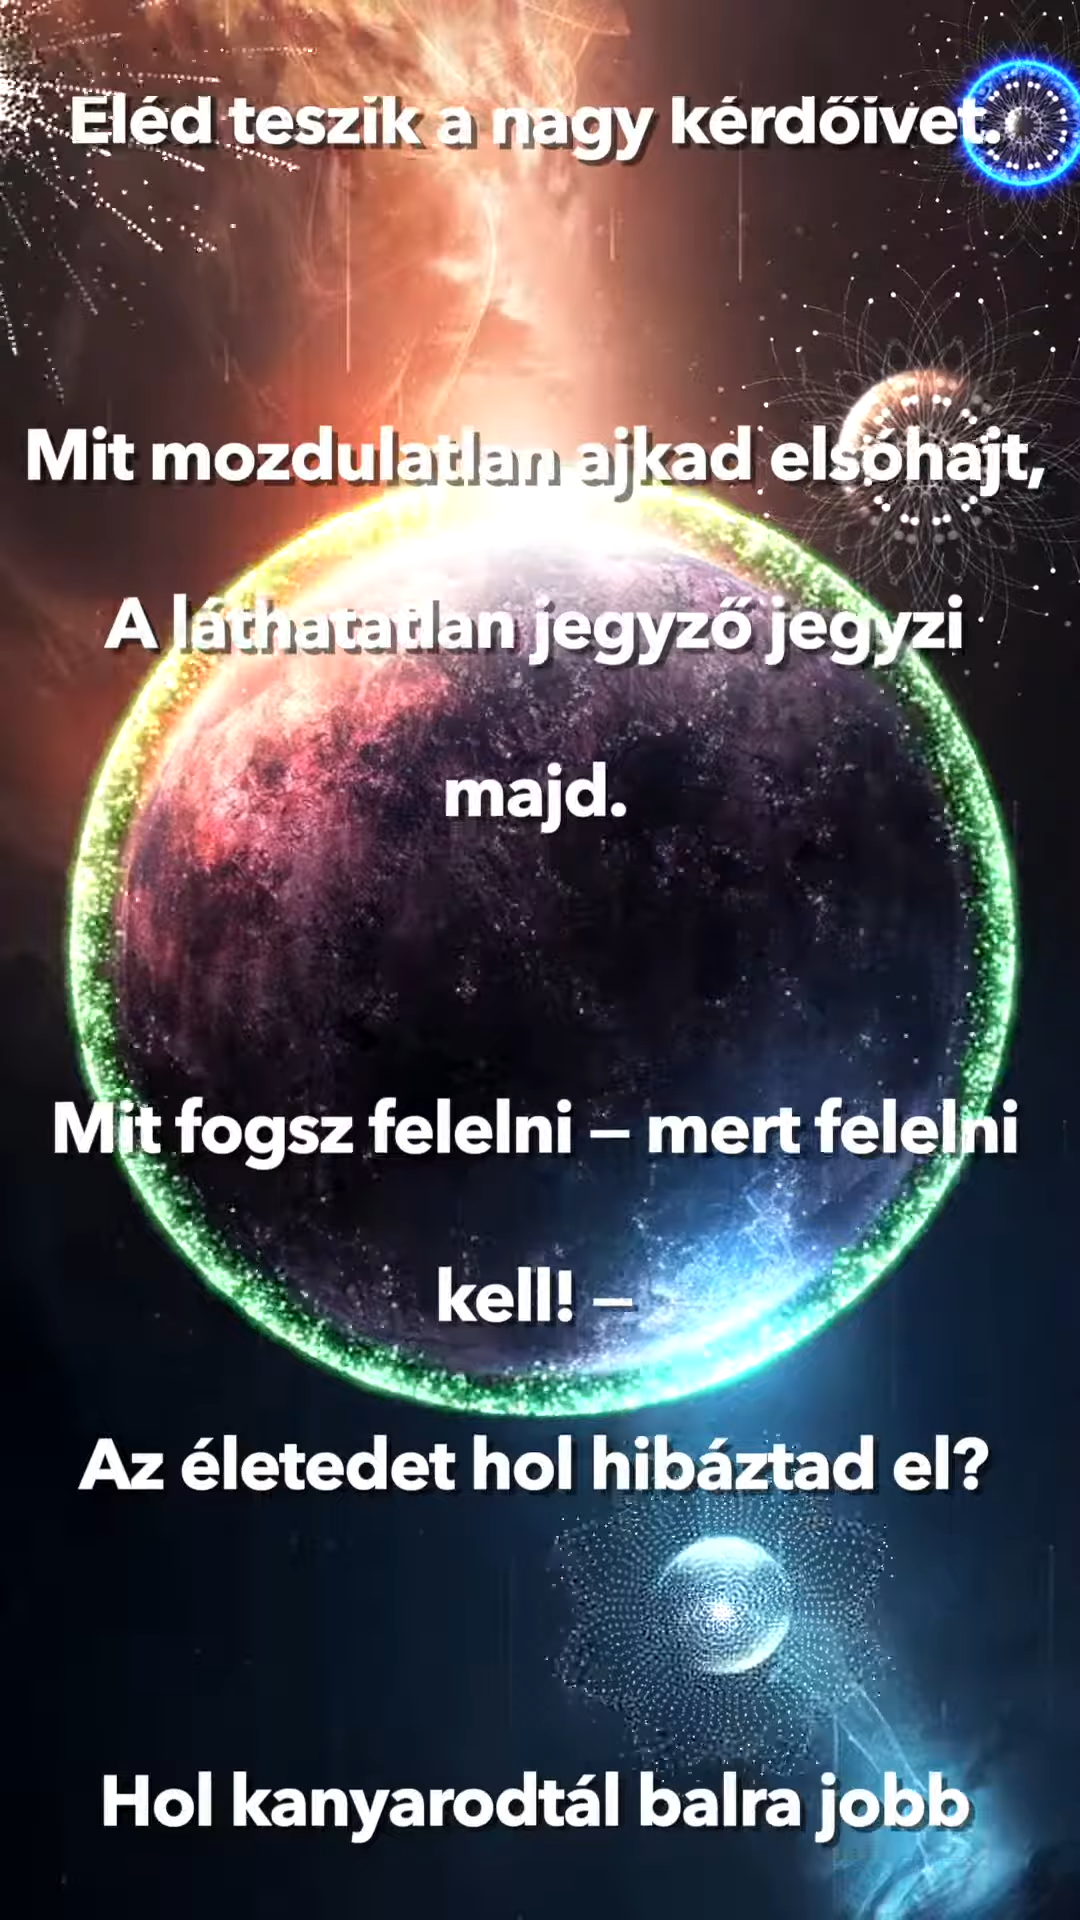 Eléd teszik a nagy kérdőivet.
Mit mozdulatlan ajkad elsóhajt,
A láthatatlan jegyző jegyzi
majd.
Mit fogsz felelni – mert felelni
kell! –
Az életedet hol hibáztad el?
Hol kanyarodtál balra jobb